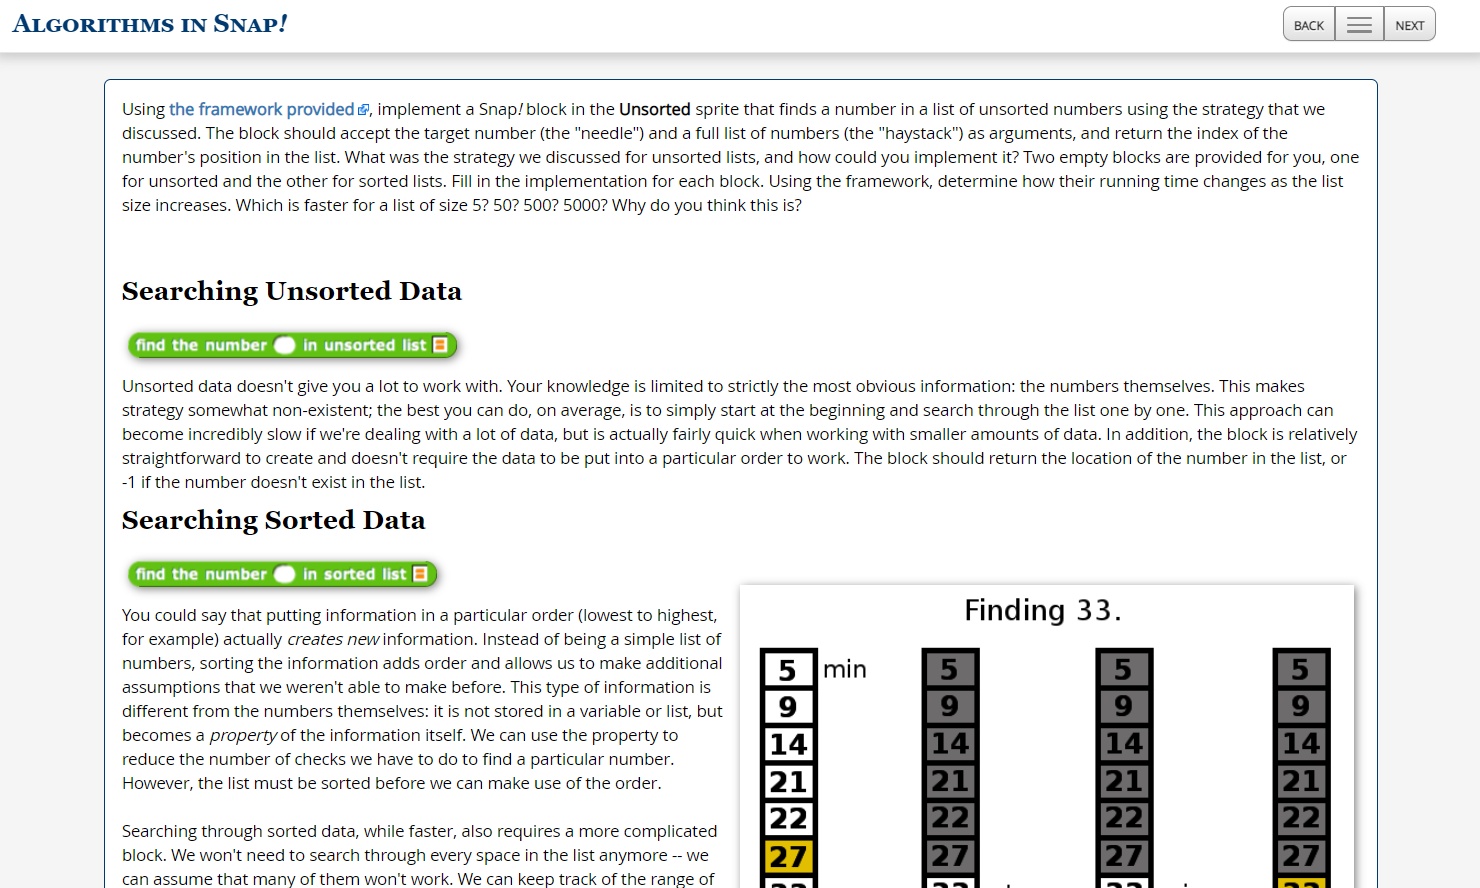 Algorithms in Snap!
BACK
NEXT
Using the framework provided, implement a Snap! block in the Unsorted sprite that finds a number in a list of unsorted numbers using the strategy that we
discussed. The block should accept the target number (the "needle") and a full list of numbers (the "haystack") as arguments, and return the index of the
number's position in the list. What was the strategy we discussed for unsorted lists, and how could you implement it? Two empty blocks are provided for you, one
for unsorted and the other for sorted lists. Fill in the implementation for each block. Using the framework, determine how their running time changes as the list
size increases. Which is faster for a list of size 5? 50? 500? 5000? Why do you think this is?
Searching Unsorted Data
find the number in unsorted list
Unsorted data doesn't give you a lot to work with. Your knowledge is limited to strictly the most obvious information: the numbers themselves. This makes
strategy somewhat non-existent; the best you can do, on average, is to simply start at the beginning and search through the list one by one. This approach can
become incredibly slow if we're dealing with a lot of data, but is actually fairly quick when working with smaller amounts of data. In addition, the block is relatively
straightforward to create and doesn't require the data to be put into a particular order to work. The block should return the location of the number in the list, or
-1 if the number doesn't exist in the list.
Searching Sorted Data
find the number in sorted list
You could say that putting information in a particular order (lowest to highest,
for example) actually creates new information. Instead of being a simple list of
numbers, sorting the information adds order and allows us to make additional
assumptions that we weren't able to make before. This type of information is
different from the numbers themselves: it is not stored in a variable or list, but
becomes a property of the information itself. We can use the property to
reduce the number of checks we have to do to find a particular number.
However, the list must be sorted before we can make use of the order.
Searching through sorted data, while faster, also requires a more complicated
block. We won't need to search through every space in the list anymore -- we
can assume that many of them won't work. We can keep track of the range of
Finding 33.
5 min 5 5 5
9 9 9 9
14 14 14 14
21 21 21 21
22 22 22 22
27 27 27 27